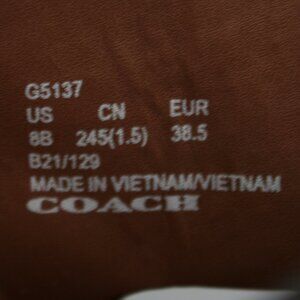 G5137
US CN EUR
8B 245(1.5) 38.5
B21/129
MADE IN VIETNAM/VIETNAM
COACH